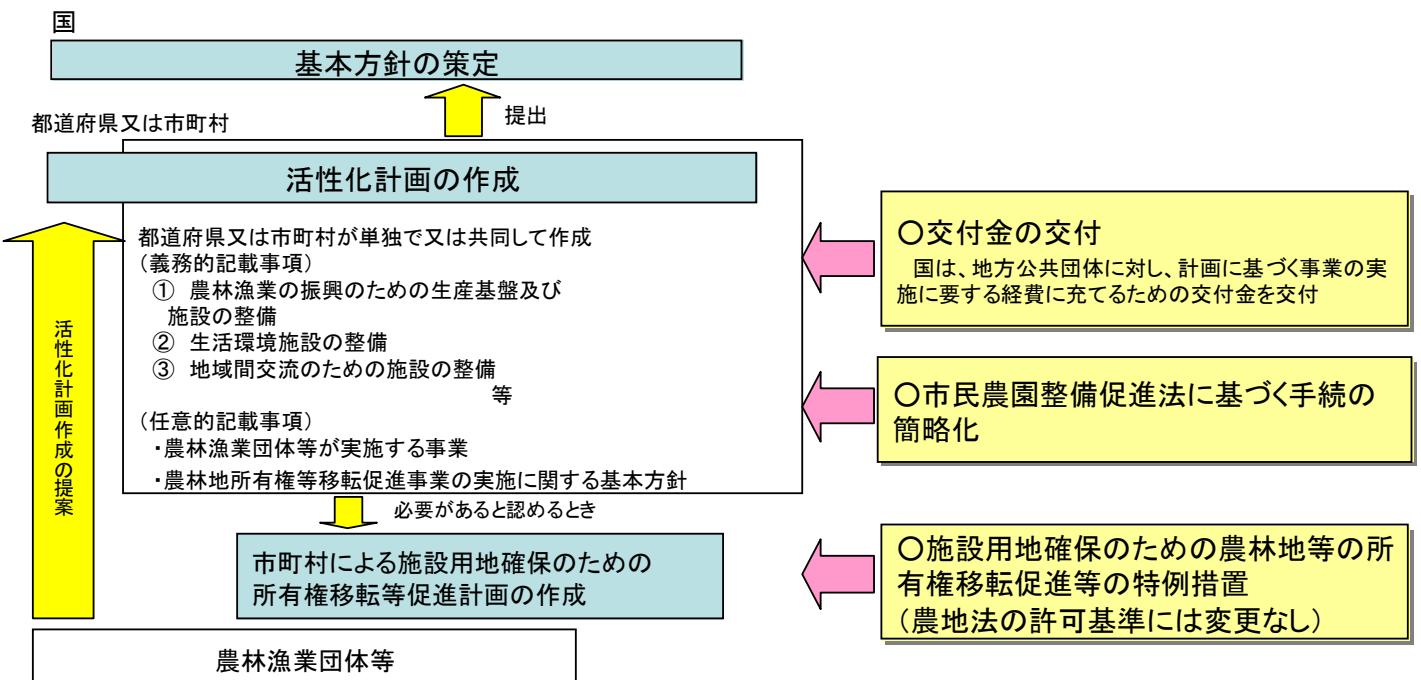 国
基本方針の策定
提出
都道府県又は市町村
活性化計画の作成
都道府県又は市町村が単独で又は共同して作成
（義務的記載事項）
① 農林漁業の振興のための生産基盤及び
施設の整備
② 生活環境施設の整備
③ 地域間交流のための施設の整備
等
（任意的記載事項）
・農林漁業団体等が実施する事業
・農林地所有権等移転促進事業の実施に関する基本方針
必要があると認めるとき
市町村による施設用地確保のための
所有権移転等促進計画の作成
活性化計画作成の提案
農林漁業団体等
○交付金の交付
国は、地方公共団体に対し、計画に基づく事業の実
施に要する経費に充てるための交付金を交付
○市民農園整備促進法に基づく手続の
簡略化
○施設用地確保のための農林地等の所
有権移転促進等の特例措置
（農地法の許可基準には変更なし）